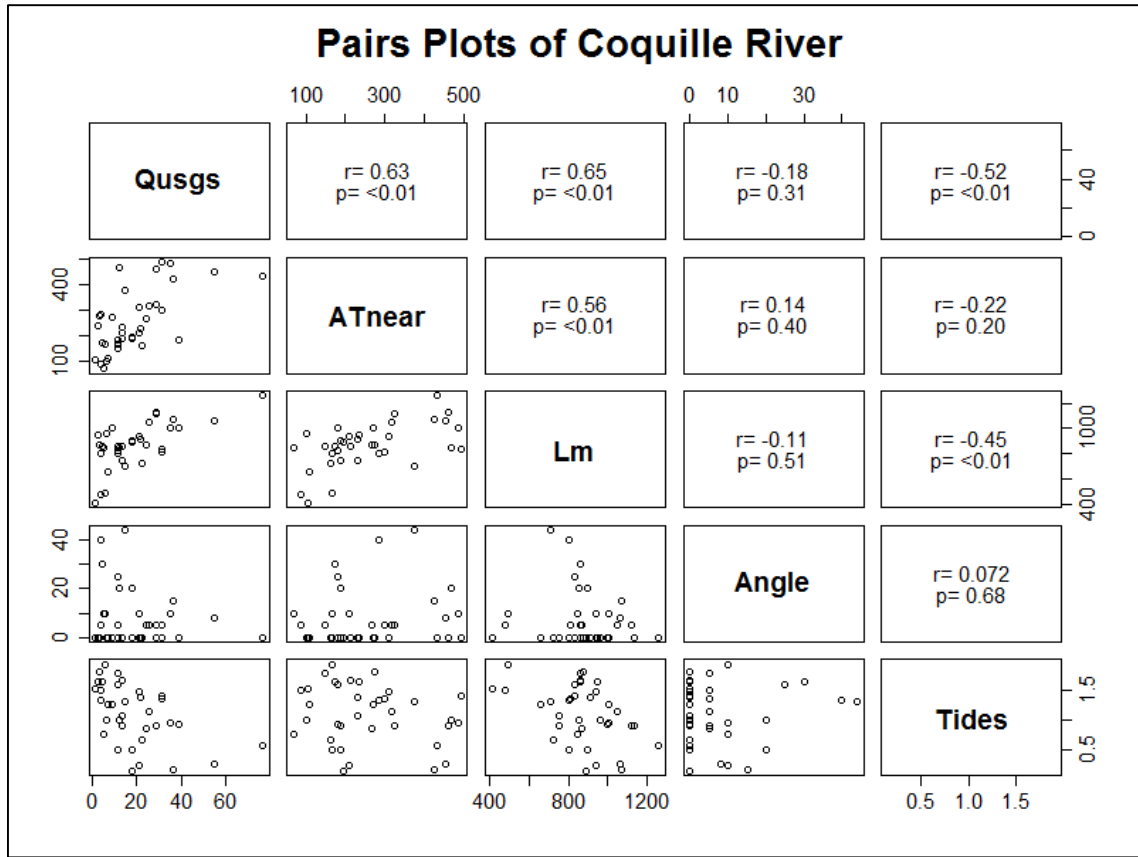 Pairs Plots of Coquille River
100 300 500 0 10 30
Qusgs
r= 0.63
p= <0.01
r= 0.65
p= <0.01
r= -0.18
p= 0.31
r= -0.52
p= <0.01
0 40
100 400
ATnear
r= 0.56
p= <0.01
r= 0.14
p= 0.40
r= -0.22
p= 0.20
Lm
r= -0.11
p= 0.51
r= -0.45
p= <0.01
400 1000
0 20 40
Angle
r= 0.072
p= 0.68
Tides
0.5 1.5
0 20 40 60 400 800 1200 0.5 1.0 1.5